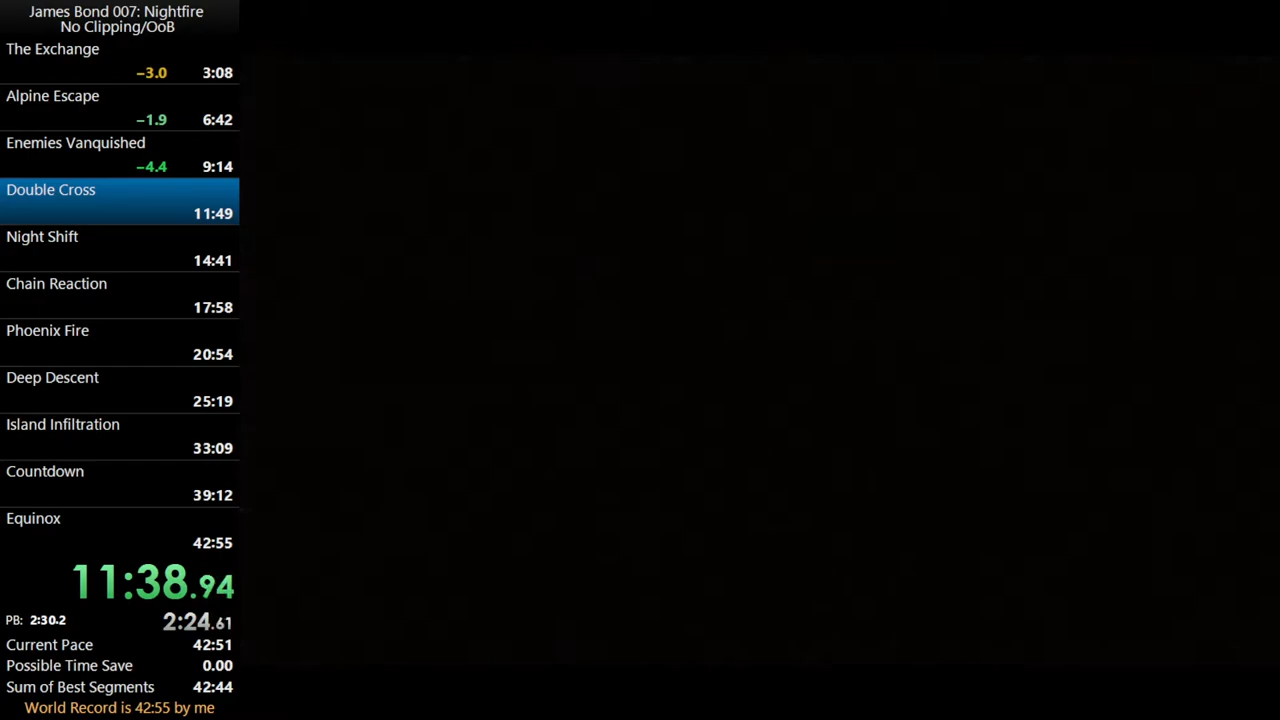 James Bond 007: Nightfire
No Clipping/OoB
The Exchange
−3.0 3:08
Alpine Escape
−1.9 6:42
Enemies Vanquished
−4.4 9:14
Double Cross
11:49
Night Shift
14:41
Chain Reaction
17:58
Phoenix Fire
20:54
Deep Descent
25:19
Island Infiltration
33:09
Countdown
39:12
Equinox
42:55
11:38.94
PB: 2:30.2 2:24.61
Current Pace 42:51
Possible Time Save 0.00
Sum of Best Segments 42:44
World Record is 42:55 by me